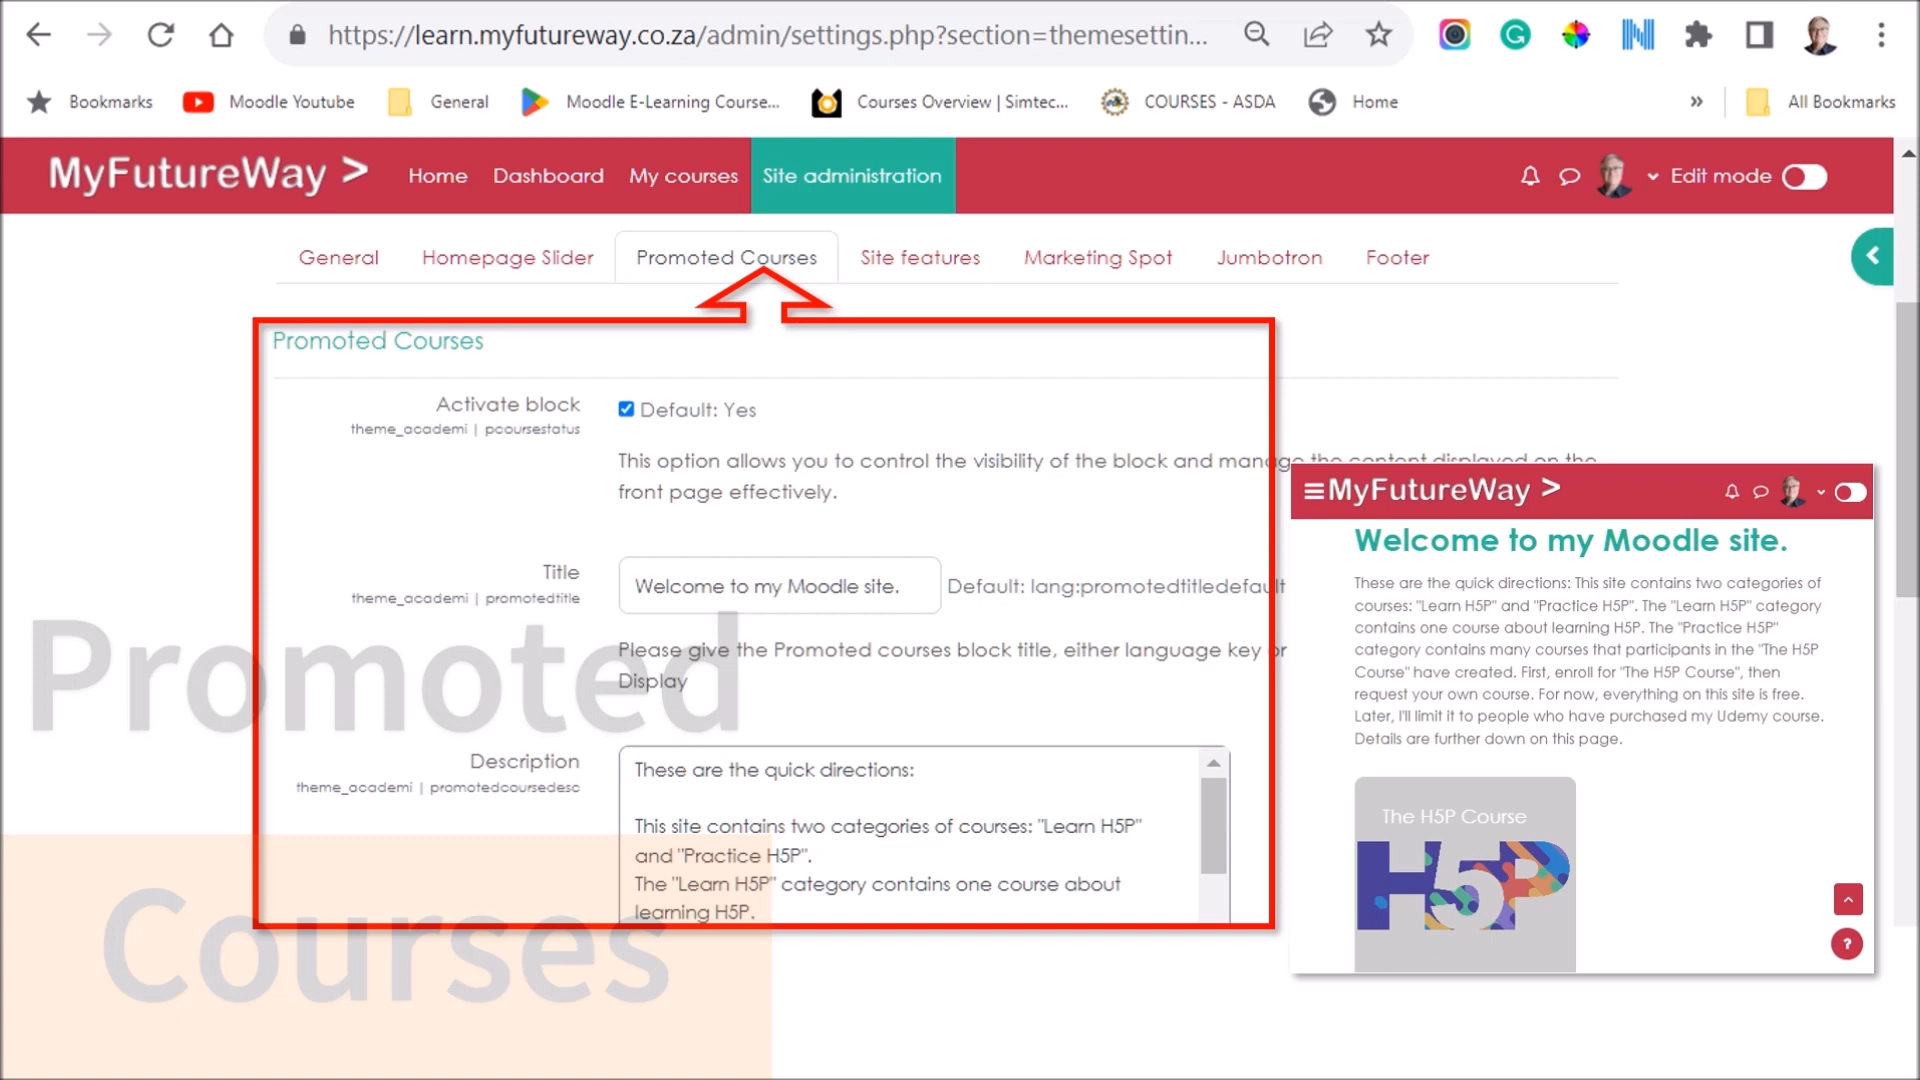 https://learn.myfutureway.co.za/admin/settings.php?section=themesettin...
Bookmarks
Moodle Youtube
General
Moodle E-Learning Course...
Courses Overview | Simtec...
COURSES - ASDA
Home
»
All Bookmarks
MyFutureWay >
Home
Dashboard
My courses
Site administration
Edit mode
General
Homepage Slider
Promoted Courses
Site features
Marketing Spot
Jumbotron
Footer
Promoted Courses
Activate block
theme_academi | pcoursestatus
Default: Yes
This option allows you to control the visibility of the block and manage the content displayed on the
front page effectively.
Title
theme_academi | promotedtitle
Welcome to my Moodle site.
Default: lang:promotedtitledefault
Please give the Promoted courses block title, either language key or
Display
Description
theme_academi | promotedcoursedesc
These are the quick directions:
This site contains two categories of courses: "Learn H5P"
and "Practice H5P".
The "Learn H5P" category contains one course about
learning H5P.
Promoted
Courses
MyFutureWay >
Welcome to my Moodle site.
These are the quick directions: This site contains two categories of
courses: "Learn H5P" and "Practice H5P". The "Learn H5P" category
contains one course about learning H5P. The "Practice H5P"
category contains many courses that participants in the "The H5P
Course" have created. First, enroll for "The H5P Course", then
request your own course. For now, everything on this site is free.
Later, I'll limit it to people who have purchased my Udemy course.
Details are further down on this page.
The H5P Course
H5P
?